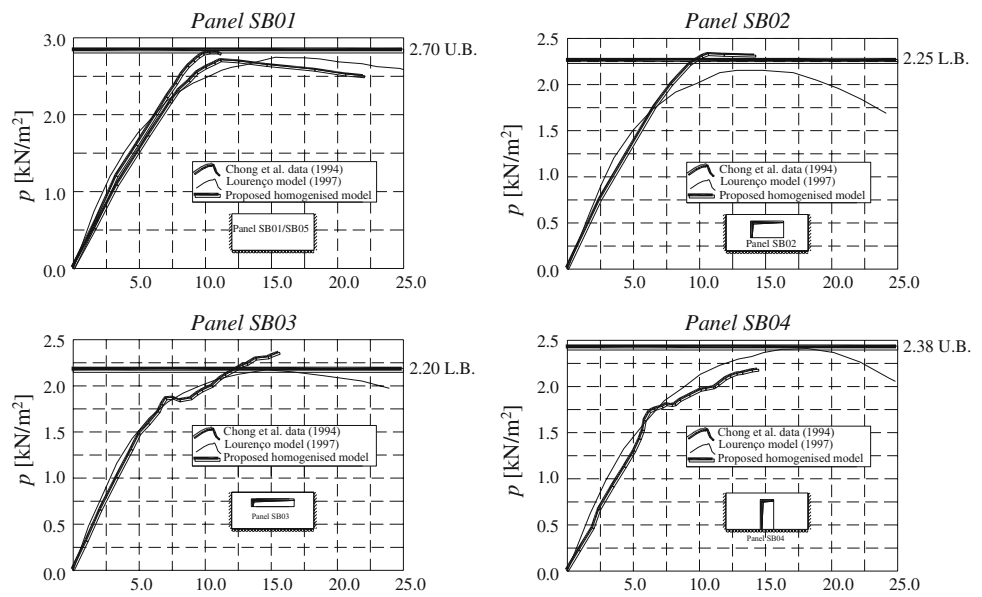 Panel SB01
3.0
2.0
1.0
0.0
p [kN/m²]
2.70 U.B.
Chong et al. data (1994)
Lourenço model (1997)
Proposed homogenised model
Panel SB01/SB05
5.0 10.0 15.0 20.0 25.0
Panel SB02
2.5
2.0
1.5
1.0
0.5
0.0
p [kN/m²]
2.25 L.B.
Chong et al. data (1994)
Lourenço model (1997)
Proposed homogenised model
Panel SB02
5.0 10.0 15.0 20.0 25.0
Panel SB03
2.5
2.0
1.5
1.0
0.5
0.0
p [kN/m²]
2.20 L.B.
Chong et al. data (1994)
Lourenço model (1997)
Proposed homogenised model
Panel SB03
5.0 10.0 15.0 20.0 25.0
Panel SB04
2.5
2.0
1.5
1.0
0.5
0.0
p [kN/m²]
2.38 U.B.
Chong et al. data (1994)
Lourenço model (1997)
Proposed homogenised model
Panel SB04
5.0 10.0 15.0 20.0 25.0